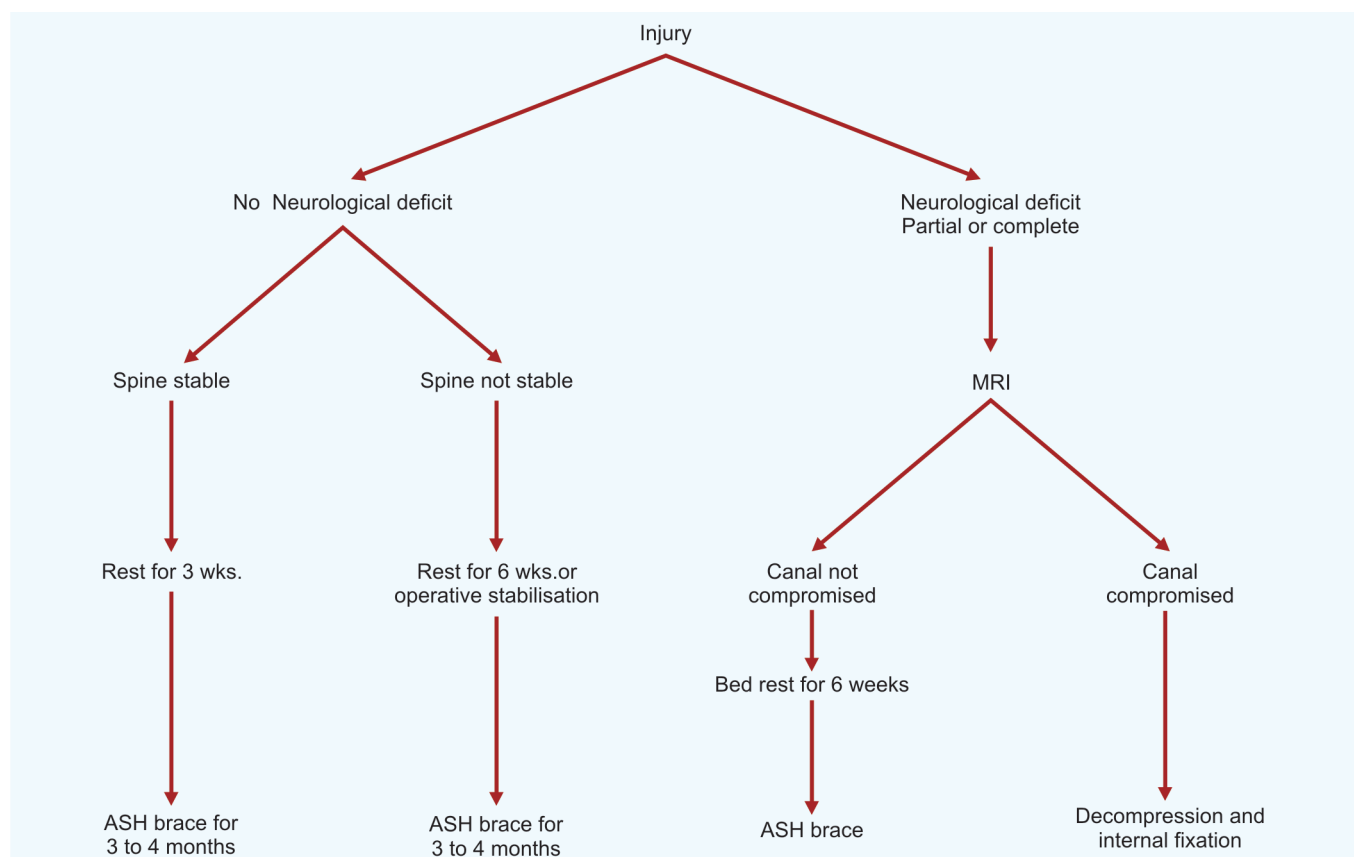 Injury
No Neurological deficit
Neurological deficit
Partial or complete
Spine stable
Spine not stable
MRI
Rest for 3 wks.
Rest for 6 wks.or
operative stabilisation
Canal not
compromised
Canal
compromised
Bed rest for 6 weeks
ASH brace for
3 to 4 months
ASH brace for
3 to 4 months
ASH brace
Decompression and
internal fixation